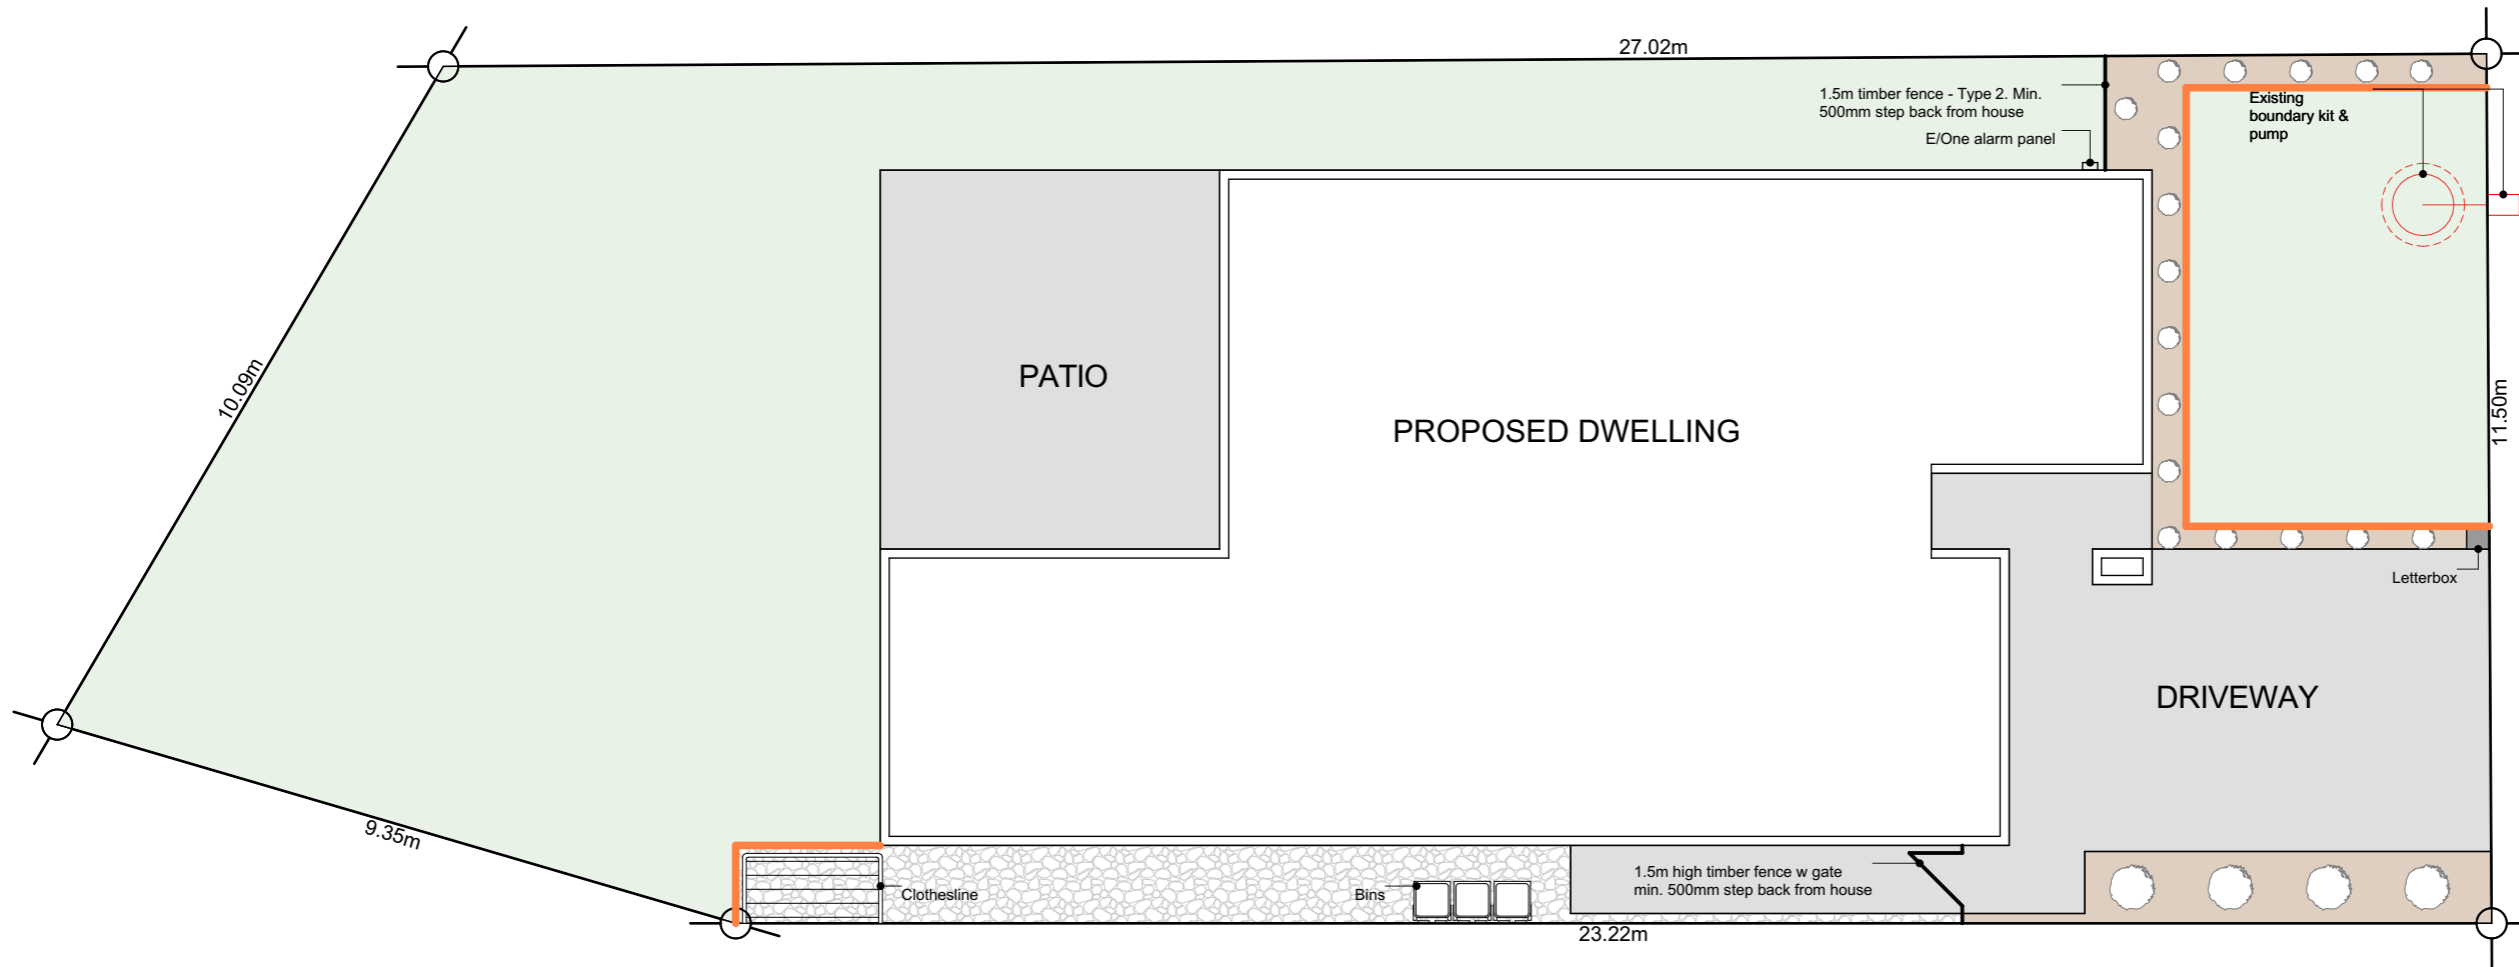 27.02m
1.5m timber fence - Type 2. Min.
500mm step back from house
E/One alarm panel
Existing
boundary kit &
pump
10.09m
PATIO
PROPOSED DWELLING
11.50m
Letterbox
DRIVEWAY
9.35m
Clothesline
Bins
1.5m high timber fence w gate
min. 500mm step back from house
23.22m